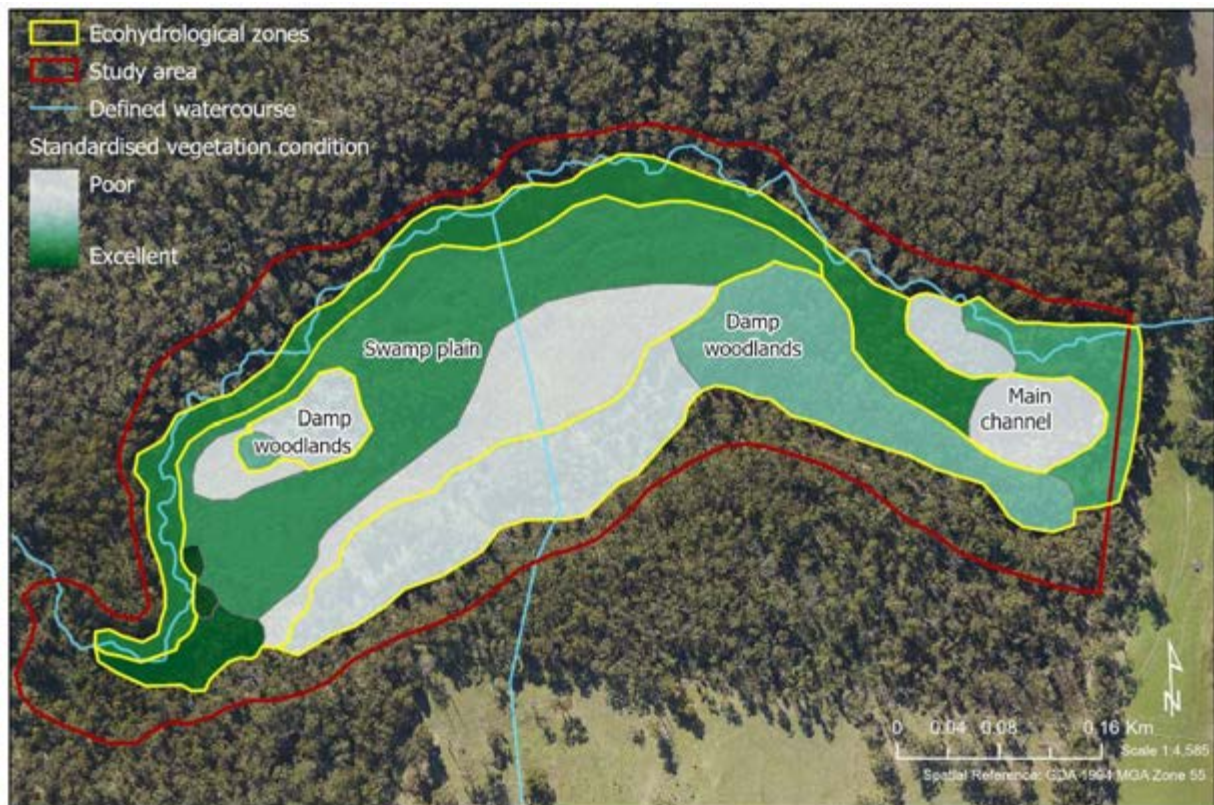 Ecohydrological zones
Study area
Defined watercourse
Standardised vegetation condition
Poor
Excellent
Swamp plain
Damp
woodlands
Damp
woodlands
Main
channel
N
0 0.04 0.08 0.16 Km
Scale 1:4,585
Spatial Reference: GDA 1994 MGA Zone 55